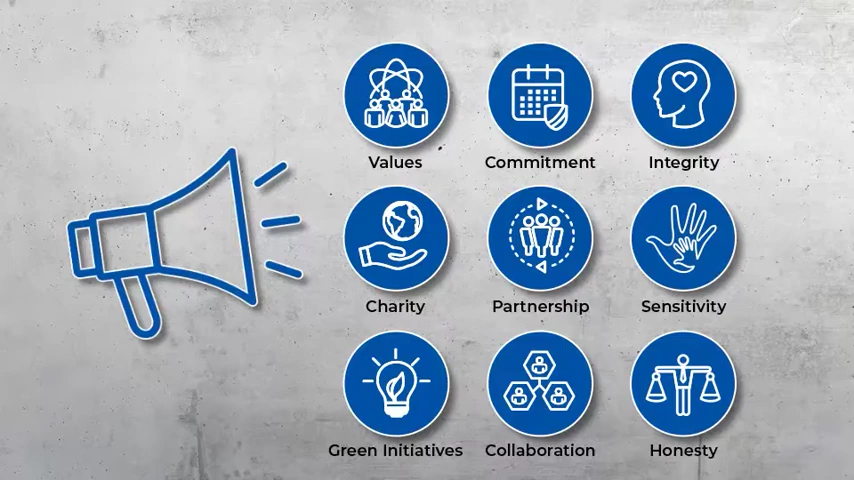 Values
Commitment
Integrity
Charity
Partnership
Sensitivity
Green Initiatives
Collaboration
Honesty